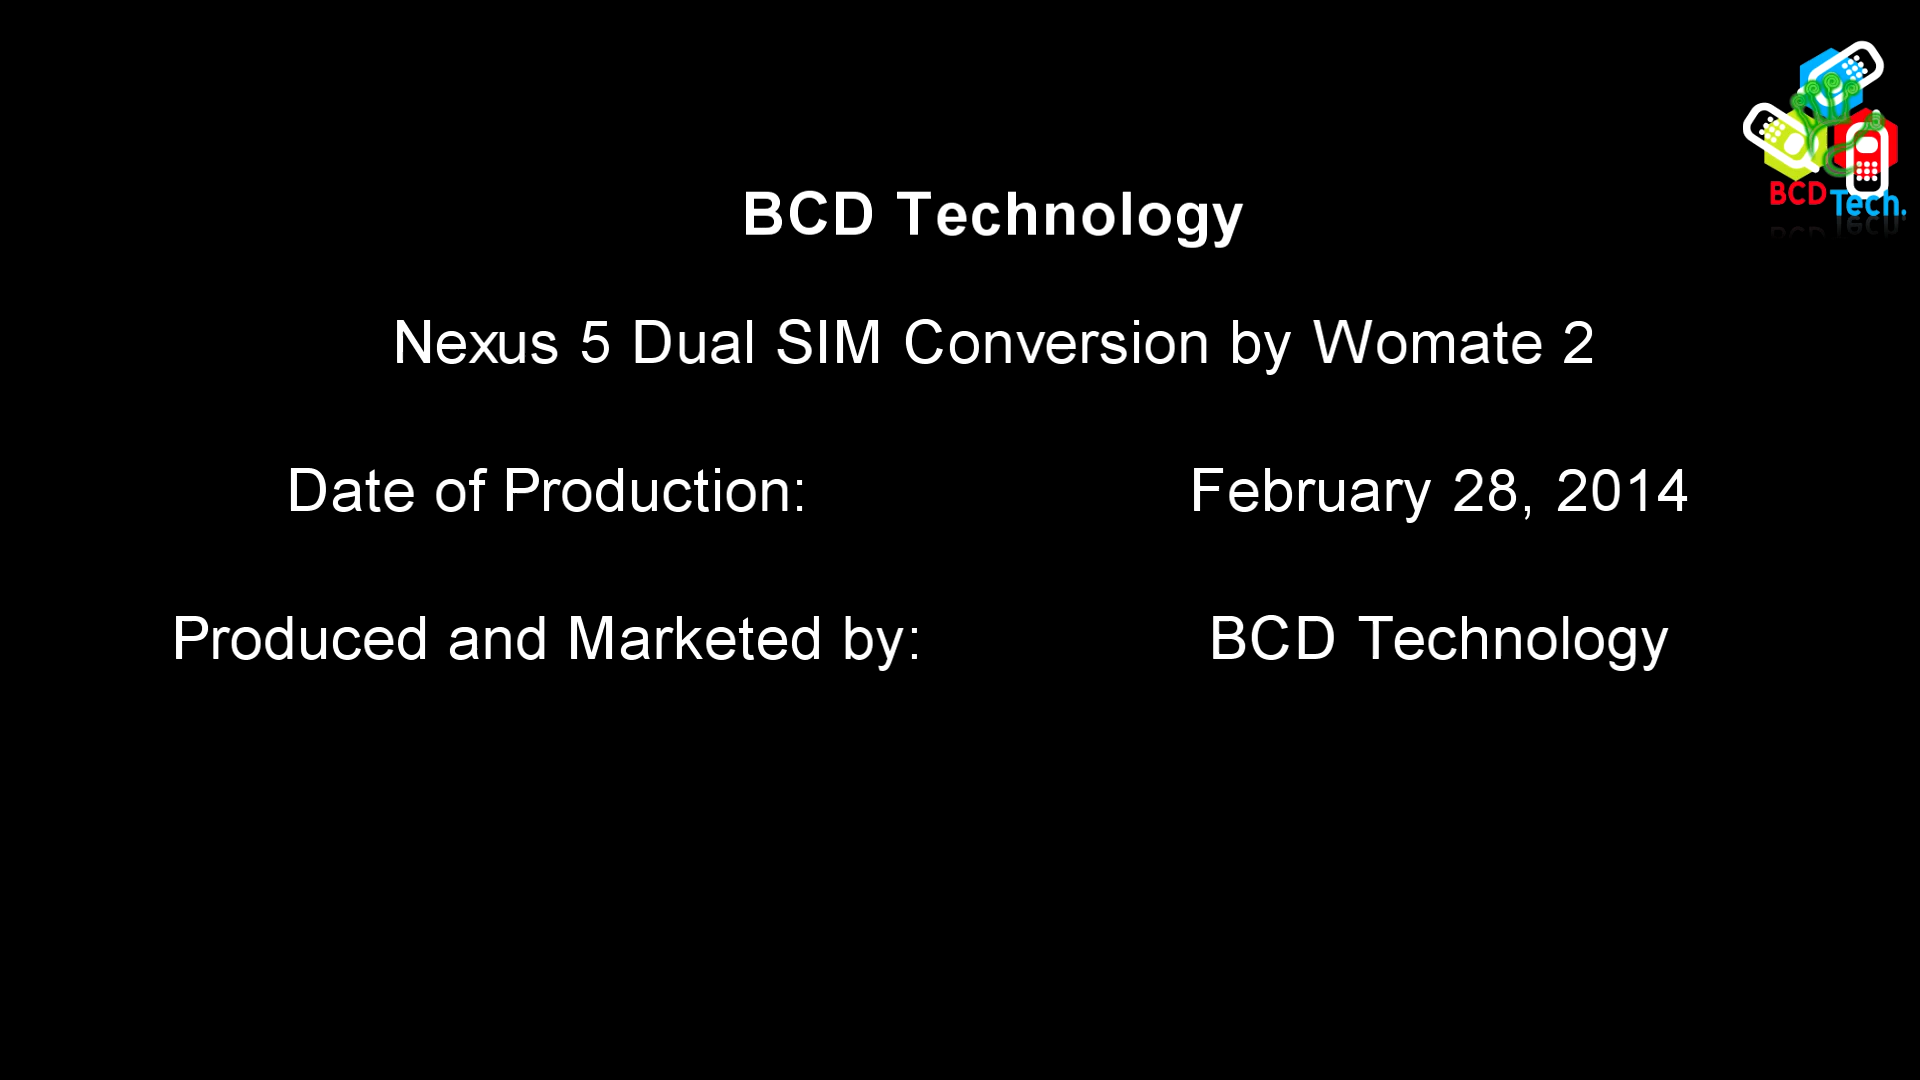 BCD Technology
Nexus 5 Dual SIM Conversion by Womate 2
Date of Production: February 28, 2014
Produced and Marketed by: BCD Technology
BCD Tech.